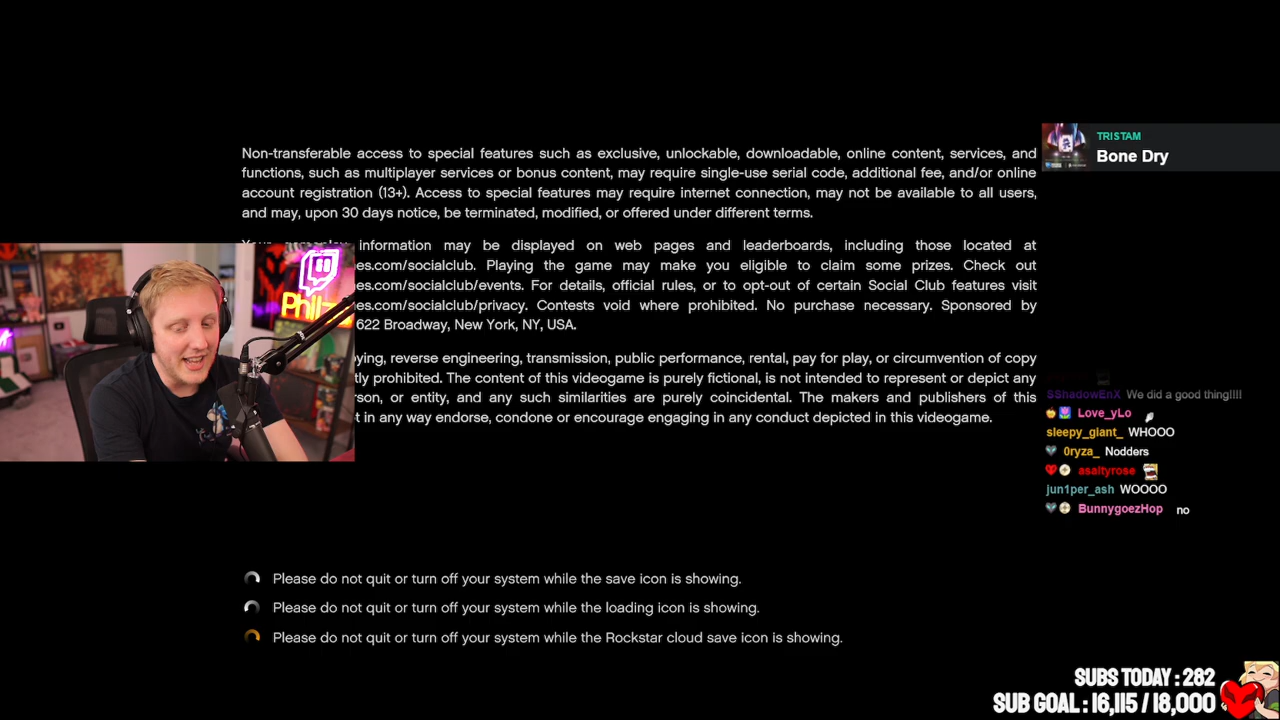 Non-transferable access to special features such as exclusive, unlockable, downloadable, online content, services, and
functions, such as multiplayer services or bonus content, may require single-use serial code, additional fee, and/or online
account registration (13+). Access to special features may require internet connection, may not be available to all users,
and may, upon 30 days notice, be terminated, modified, or offered under different terms.
information may be displayed on web pages and leaderboards, including those located at
es.com/socialclub. Playing the game may make you eligible to claim some prizes. Check out
es.com/socialclub/events. For details, official rules, or to opt-out of certain Social Club features visit
es.com/socialclub/privacy. Contests void where prohibited. No purchase necessary. Sponsored by
622 Broadway, New York, NY, USA.
ying, reverse engineering, transmission, public performance, rental, pay for play, or circumvention of copy
tly prohibited. The content of this videogame is purely fictional, is not intended to represent or depict any
rson, or entity, and any such similarities are purely coincidental. The makers and publishers of this
t in any way endorse, condone or encourage engaging in any conduct depicted in this videogame.
Please do not quit or turn off your system while the save icon is showing.
Please do not quit or turn off your system while the loading icon is showing.
Please do not quit or turn off your system while the Rockstar cloud save icon is showing.
TRISTAM
Bone Dry
SShadowEnX We did a good thing!!!!
Love_yLo
sleepy_giant_ WHOOO
0ryza_ Nodders
asaltyrose
jun1per_ash WOOOO
BunnygoezHop no
SUBS TODAY : 282
SUB GOAL : 16,115 / 18,000